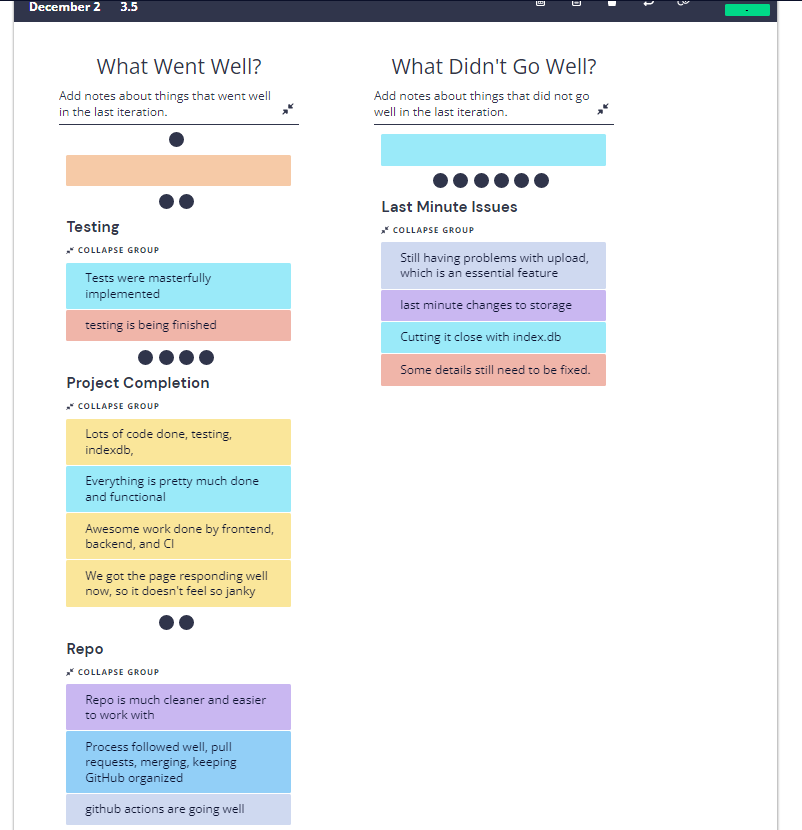 December 2 3.5
What Went Well?
Add notes about things that went well
in the last iteration.
Testing
COLLAPSE GROUP
Tests were masterfully
implemented
testing is being finished
Project Completion
COLLAPSE GROUP
Lots of code done, testing,
indexdb,
Everything is pretty much done
and functional
Awesome work done by frontend,
backend, and CI
We got the page responding well
now, so it doesn't feel so janky
Repo
COLLAPSE GROUP
Repo is much cleaner and easier
to work with
Process followed well, pull
requests, merging, keeping
GitHub organized
github actions are going well
What Didn't Go Well?
Add notes about things that did not go
well in the last iteration.
Last Minute Issues
COLLAPSE GROUP
Still having problems with upload,
which is an essential feature
last minute changes to storage
Cutting it close with index.db
Some details still need to be fixed.